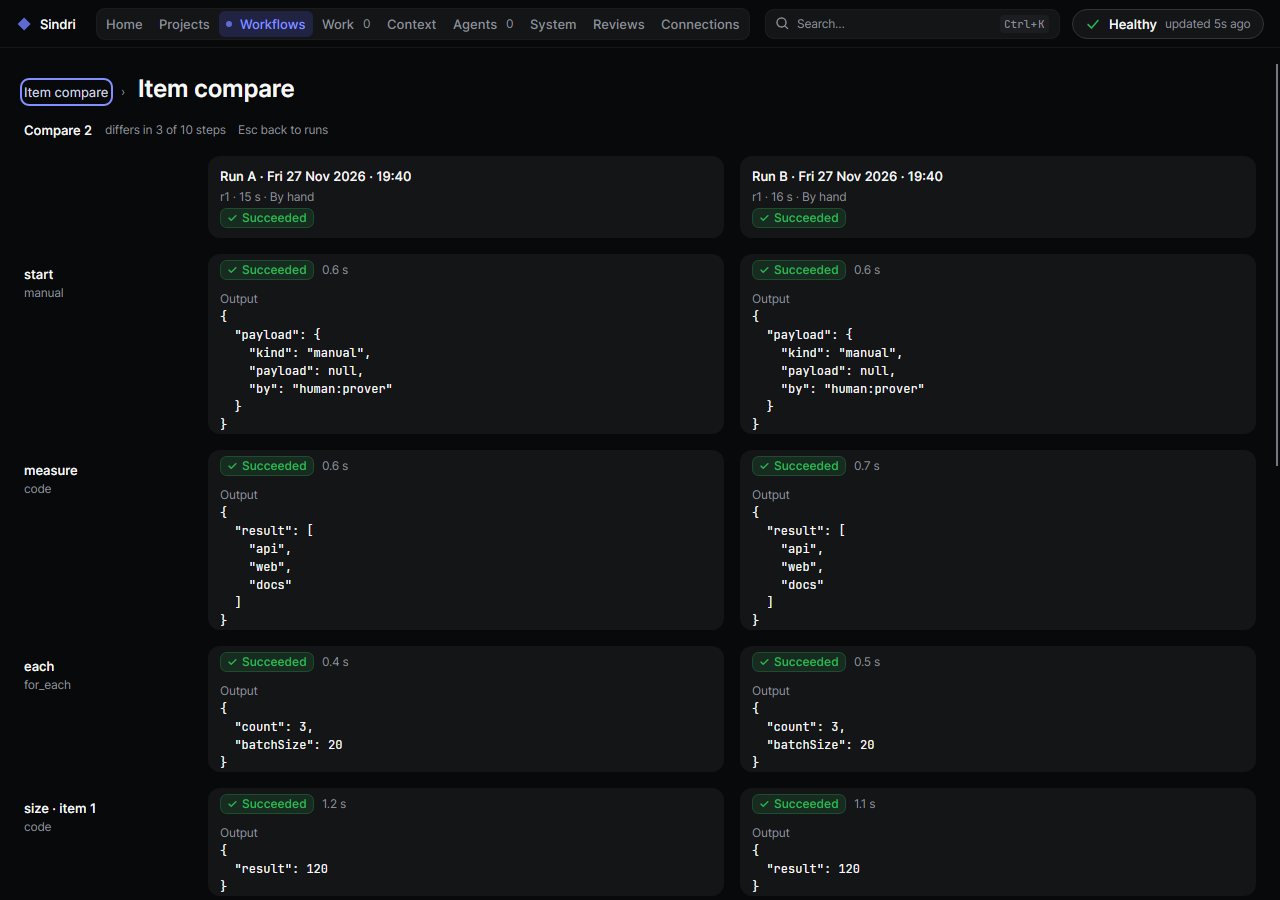 Sindri
Home Projects Workflows Work 0 Context Agents 0 System Reviews Connections
Search... Ctrl+K
Healthy updated 5s ago
Item compare › Item compare
Compare 2 differs in 3 of 10 steps Esc back to runs
Run A · Fri 27 Nov 2026 · 19:40
r1 · 15 s · By hand
Succeeded
Run B · Fri 27 Nov 2026 · 19:40
r1 · 16 s · By hand
Succeeded
start
manual
Succeeded 0.6 s
Output
{
  "payload": {
    "kind": "manual",
    "payload": null,
    "by": "human:prover"
  }
}
Succeeded 0.6 s
Output
{
  "payload": {
    "kind": "manual",
    "payload": null,
    "by": "human:prover"
  }
}
measure
code
Succeeded 0.6 s
Output
{
  "result": [
    "api",
    "web",
    "docs"
  ]
}
Succeeded 0.7 s
Output
{
  "result": [
    "api",
    "web",
    "docs"
  ]
}
each
for_each
Succeeded 0.4 s
Output
{
  "count": 3,
  "batchSize": 20
}
Succeeded 0.5 s
Output
{
  "count": 3,
  "batchSize": 20
}
size · item 1
code
Succeeded 1.2 s
Output
{
  "result": 120
}
Succeeded 1.1 s
Output
{
  "result": 120
}